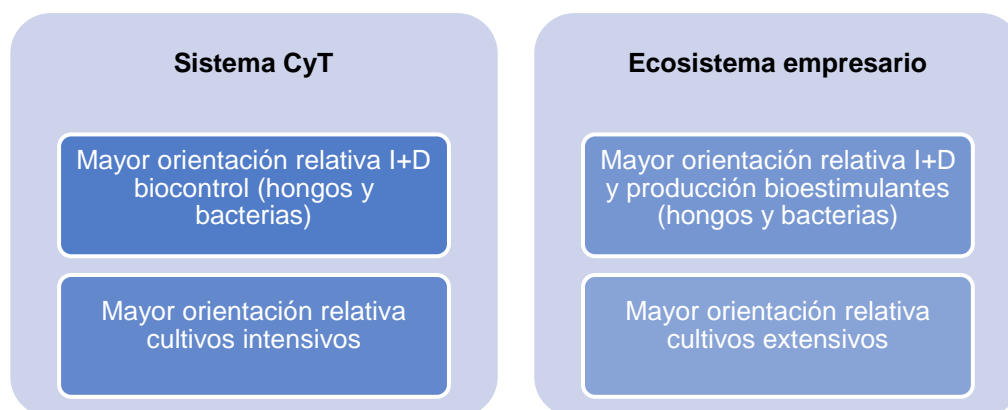 Sistema CyT
Mayor orientación relativa I+D
biocontrol (hongos y
bacterias)
Mayor orientación relativa
cultivos intensivos
Ecosistema empresario
Mayor orientación relativa I+D
y producción bioestimulantes
(hongos y bacterias)
Mayor orientación relativa
cultivos extensivos